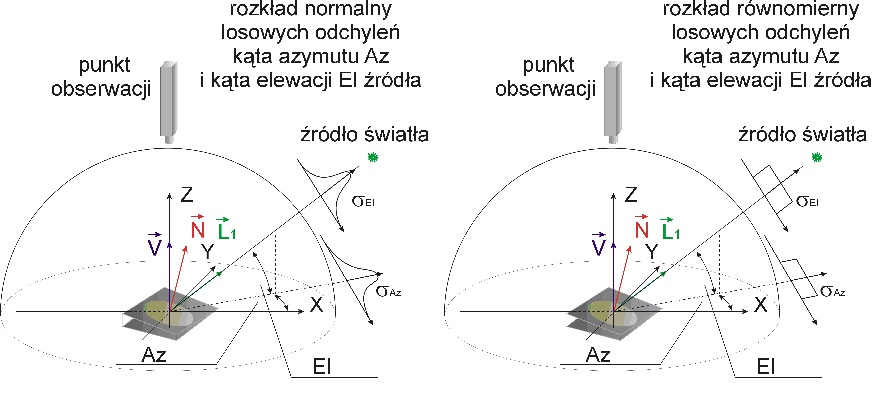 rozkład normalny
losowych odchyleń
kąta azymutu Az
i kąta elewacji El źródła
punkt
obserwacji
źródło światła
σEl
Z
N
L1
V
Y
σAz
X
Az
El
rozkład równomierny
losowych odchyleń
kąta azymutu Az
i kąta elewacji El źródła
punkt
obserwacji
źródło światła
σEl
Z
N
L1
V
Y
σAz
X
Az
El